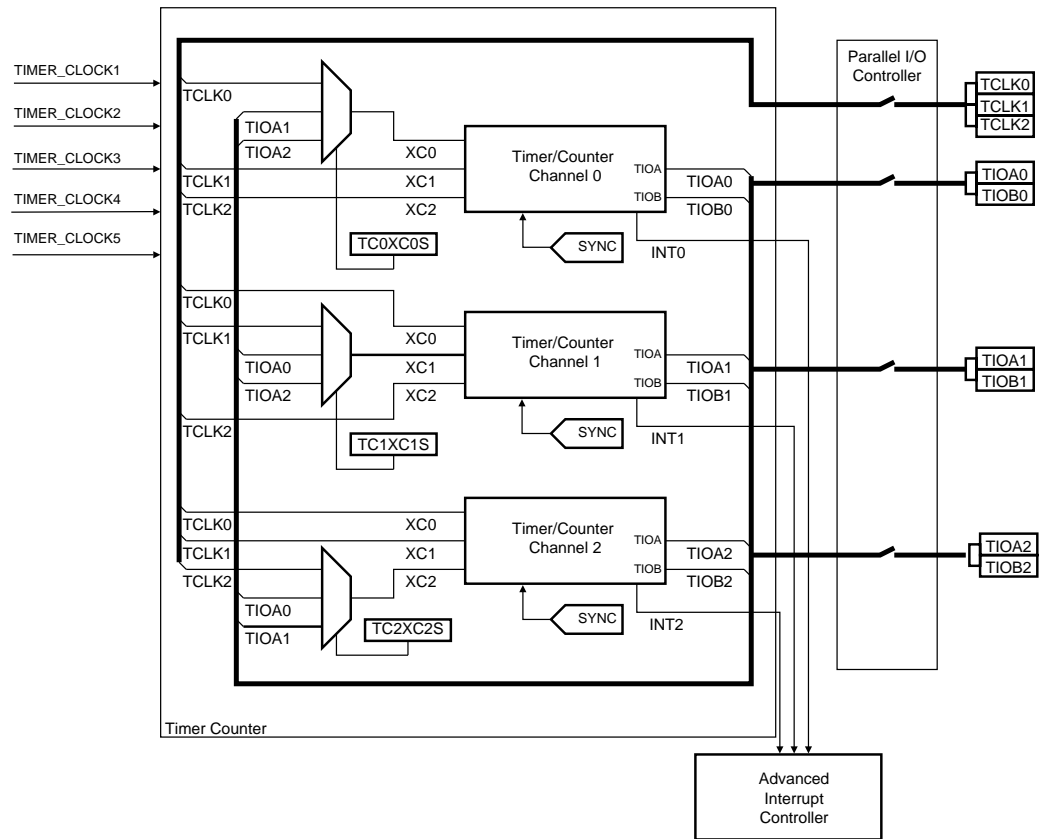 TIMER_CLOCK1
TIMER_CLOCK2
TIMER_CLOCK3
TIMER_CLOCK4
TIMER_CLOCK5
TCLK0
TIOA1
TIOA2
TCLK1
TCLK2
XC0
XC1
XC2
TC0XC0S
Timer/Counter
Channel 0
TIOA
TIOB
TIOA0
TIOB0
SYNC
INT0
TCLK0
TCLK1
TIOA0
TIOA2
TCLK2
XC0
XC1
XC2
TC1XC1S
Timer/Counter
Channel 1
TIOA
TIOB
TIOA1
TIOB1
SYNC
INT1
TCLK0
TCLK1
TCLK2
TIOA0
TIOA1
XC0
XC1
XC2
TC2XC2S
Timer/Counter
Channel 2
TIOA
TIOB
TIOA2
TIOB2
SYNC
INT2
Timer Counter
Parallel I/O
Controller
TCLK0
TCLK1
TCLK2
TIOA0
TIOB0
TIOA1
TIOB1
TIOA2
TIOB2
Advanced
Interrupt
Controller